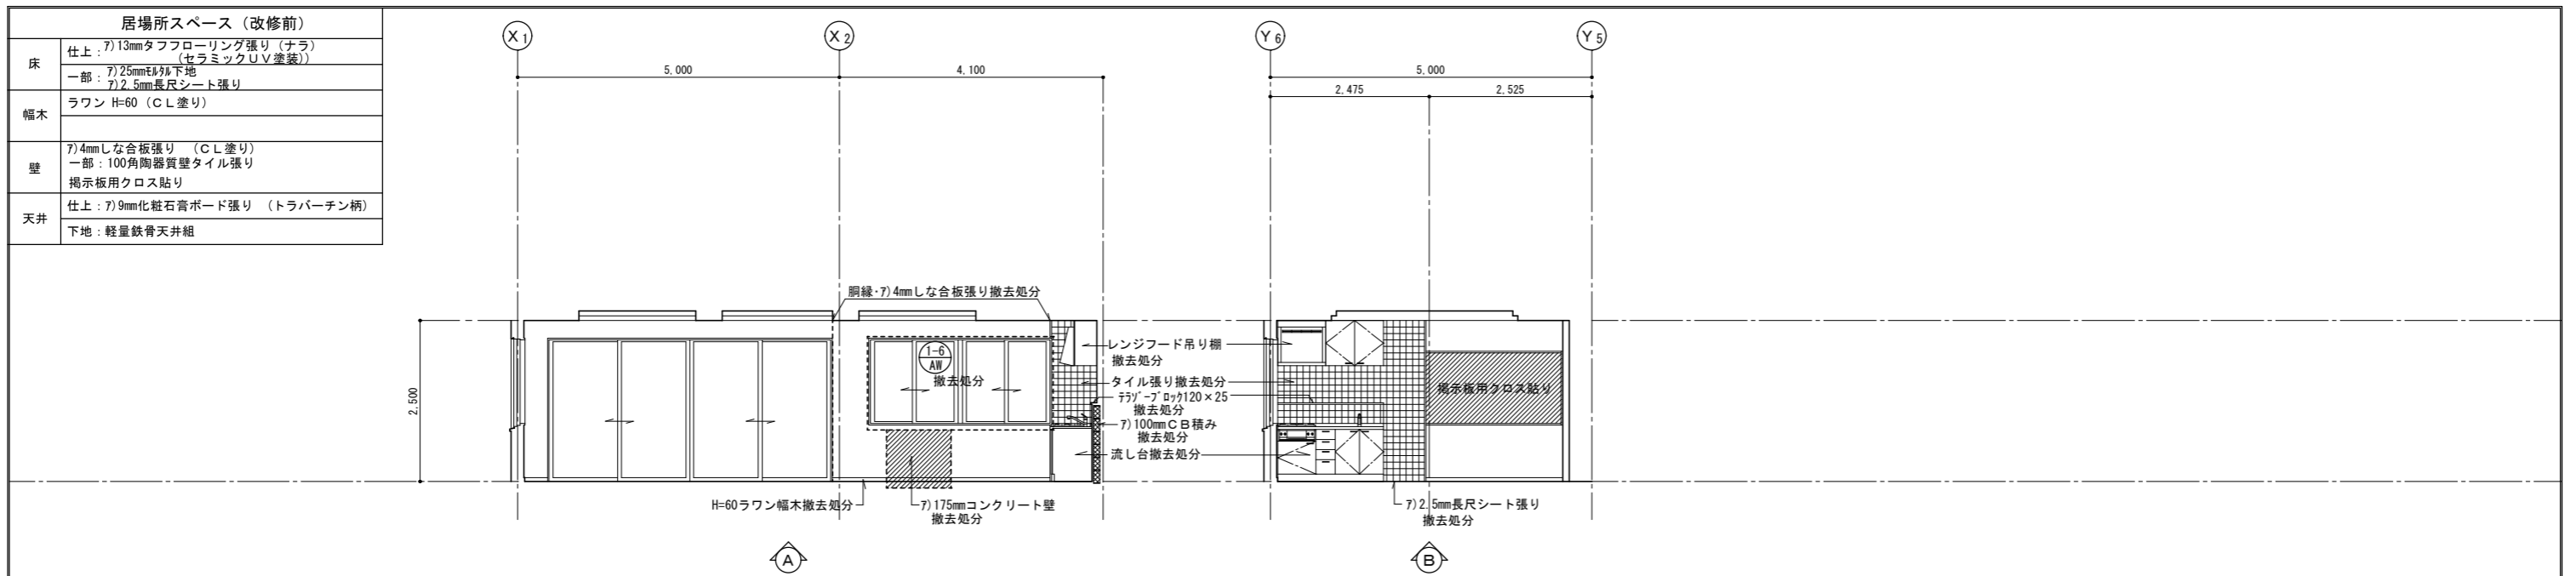 居場所スペース（改修前）
床
仕上：ｱ)13mmタフフローリング張り（ナラ）
（セラミックＵＶ塗装））
一部：ｱ)25mmﾓﾙﾀﾙ下地
ｱ)2.5mm長尺シート張り
幅木
ラワン H=60（ＣＬ塗り）
壁
ｱ)4mmしな合板張り （ＣＬ塗り）
一部：100角陶器質壁タイル張り
掲示板用クロス貼り
天井
仕上：ｱ)9mm化粧石膏ボード張り （トラバーチン柄）
下地：軽量鉄骨天井組
X1
X2
5,000
4,100
2,500
胴縁・ｱ)4mmしな合板張り撤去処分
1-6
AW
撤去処分
レンジフード吊り棚
撤去処分
タイル張り撤去処分
ﾃﾗｿﾞｰﾌﾞﾛｯｸ120×25
撤去処分
ｱ)100mmＣＢ積み
撤去処分
流し台撤去処分
H=60ラワン幅木撤去処分
ｱ)175mmコンクリート壁
撤去処分
A
Y6
Y5
5,000
2,475
2,525
掲示板用クロス貼り
ｱ)2.5mm長尺シート張り
撤去処分
B